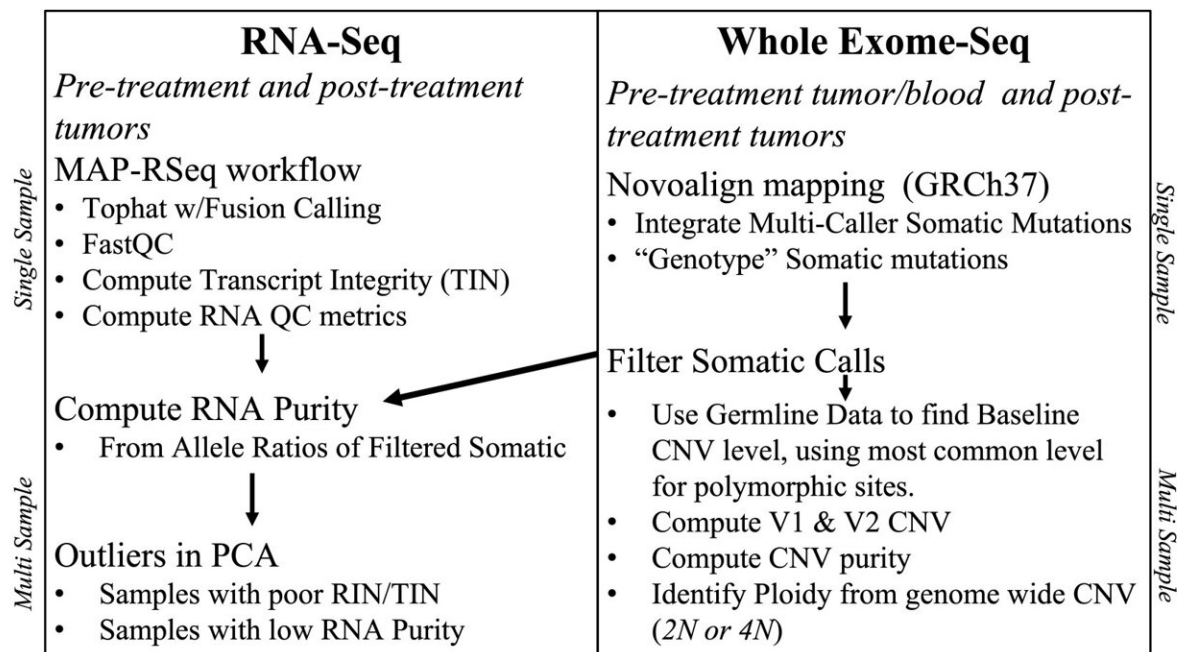 RNA-Seq
Pre-treatment and post-treatment
tumors
MAP-RSeq workflow
• Tophat w/Fusion Calling
• FastQC
• Compute Transcript Integrity (TIN)
• Compute RNA QC metrics
Compute RNA Purity
• From Allele Ratios of Filtered Somatic
Outliers in PCA
• Samples with poor RIN/TIN
• Samples with low RNA Purity
Single Sample
Multi Sample
Whole Exome-Seq
Pre-treatment tumor/blood and post-
treatment tumors
Novoalign mapping (GRCh37)
• Integrate Multi-Caller Somatic Mutations
• “Genotype” Somatic mutations
Filter Somatic Calls
• Use Germline Data to find Baseline
CNV level, using most common level
for polymorphic sites.
• Compute V1 & V2 CNV
• Compute CNV purity
• Identify Ploidy from genome wide CNV
(2N or 4N)
Single Sample
Multi Sample